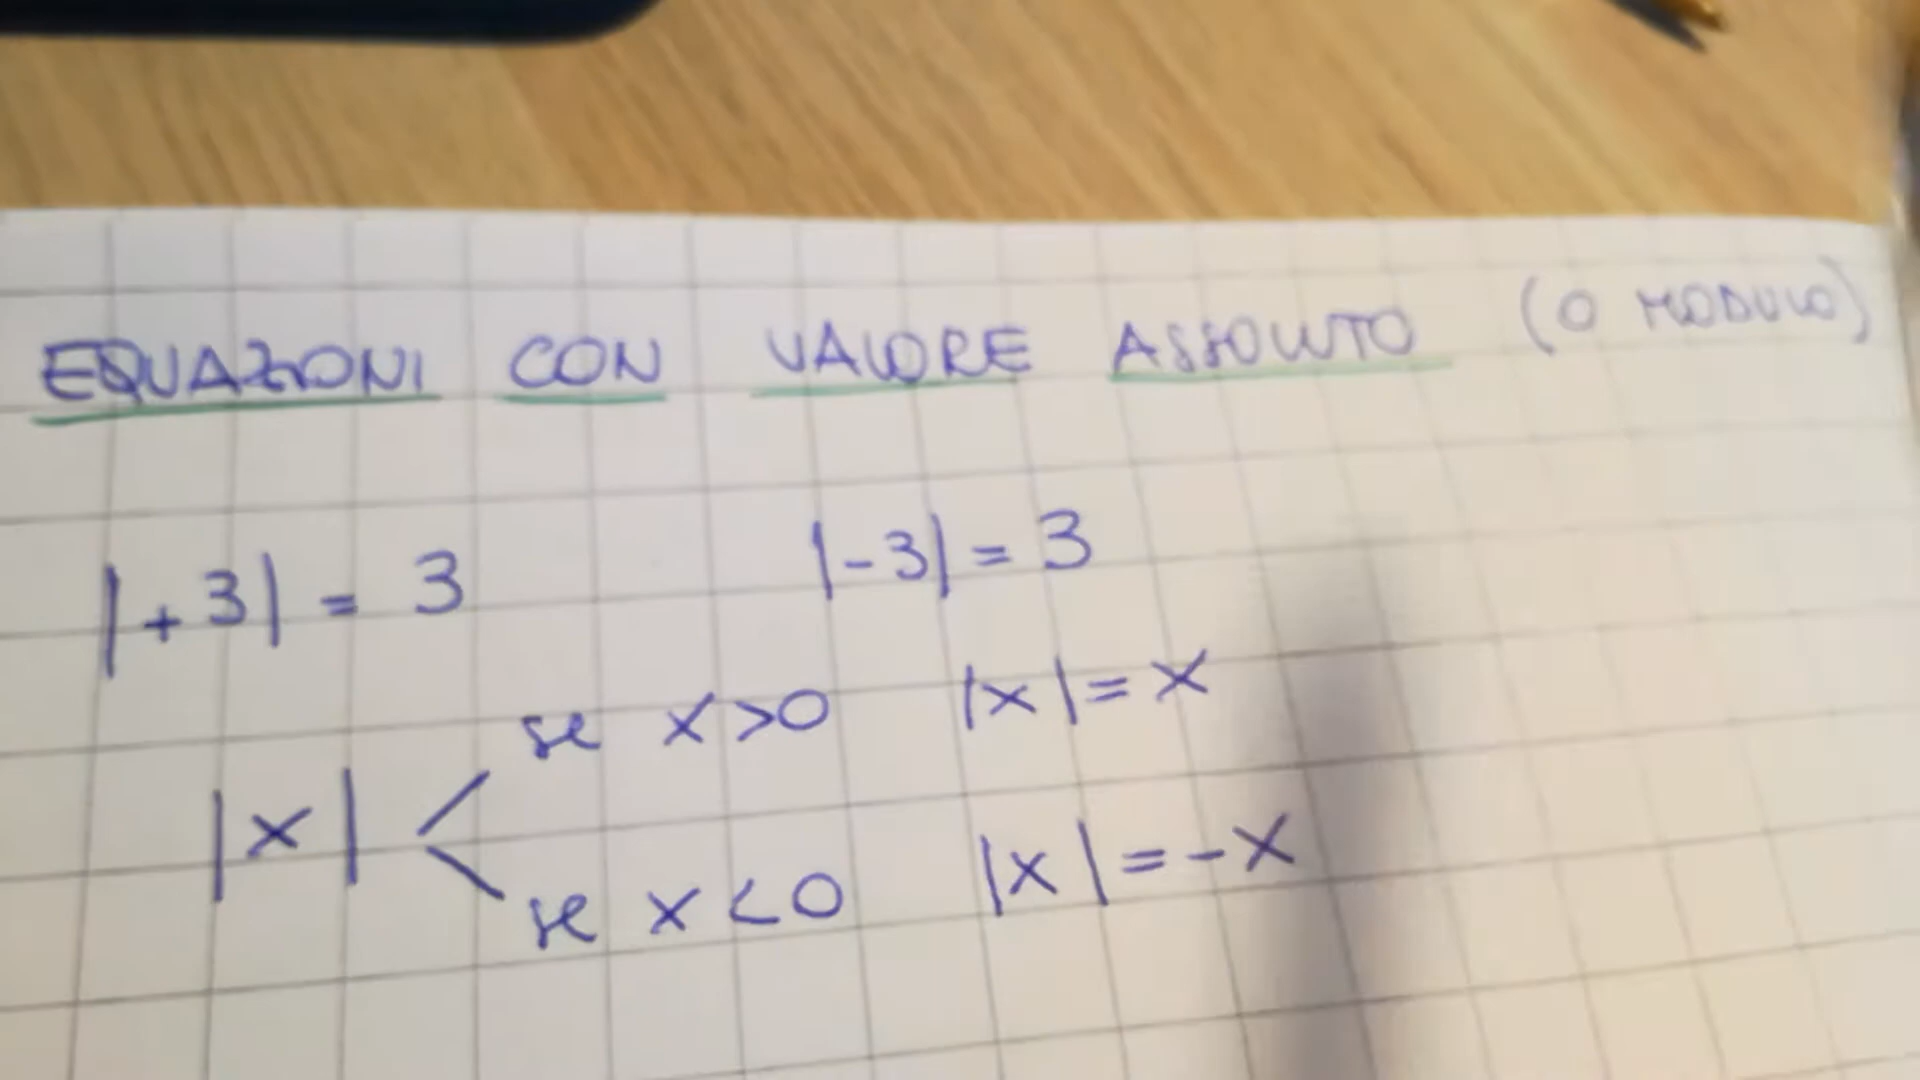 EQUAZIONI CON VALORE ASSOLUTO (O MODULO)
|+3| = 3 |-3| = 3
se x>0 |x|= x
|x|
se x<0 |x|=-x